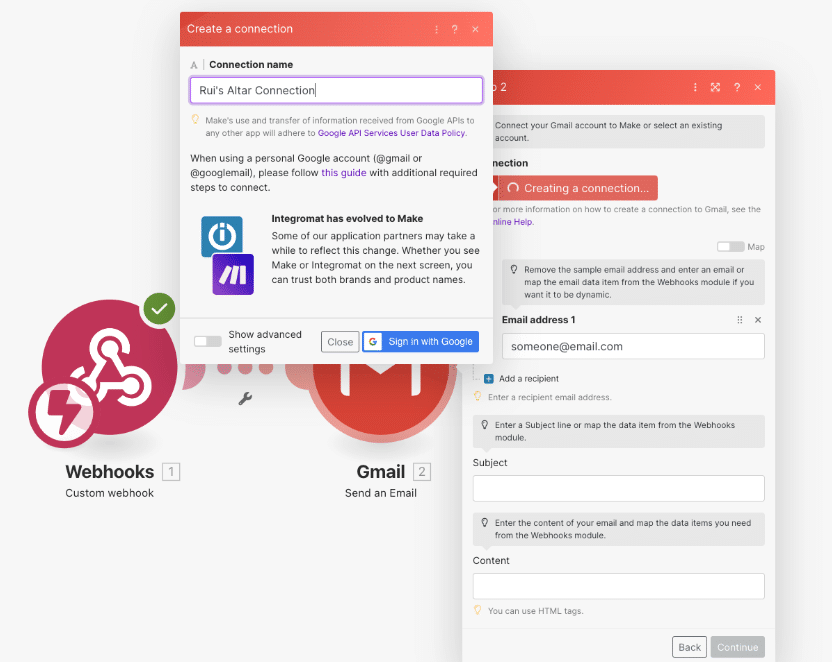 Create a connection
?
A
Connection name
Rui's Altar Connection
Make's use and transfer of information received from Google APIs to
any other app will adhere to Google API Services User Data Policy.
When using a personal Google account (@gmail or
@googlemail), please follow this guide with additional required
steps to connect.
Integromat has evolved to Make
Some of our application partners may take a
while to reflect this change. Whether you see
Make or Integromat on the next screen, you
can trust both brands and product names.
Show advanced
settings
Close
G
Sign in with Google
2
?
Connect your Gmail account to Make or select an existing
account.
nection
Creating a connection...
or more information on how to create a connection to Gmail, see the
nline Help.
Map
Remove the sample email address and enter an email or
map the email data item from the Webhooks module if you
want it to be dynamic.
Email address 1
someone@email.com
Add a recipient
Enter a recipient email address.
Enter a Subject line or map the data item from the Webhooks
module.
Subject
Enter the content of your email and map the data items you need
from the Webhooks module.
Content
You can use HTML tags.
Back
Continue
Webhooks 1
Custom webhook
Gmail 2
Send an Email